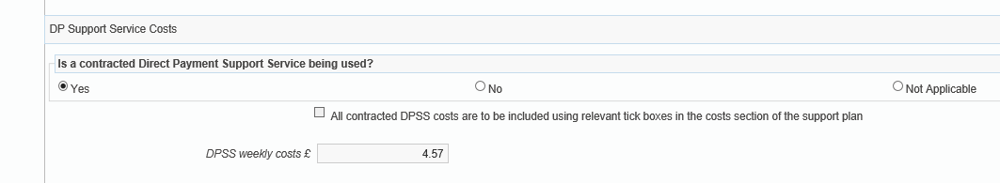 DP Support Service Costs
Is a contracted Direct Payment Support Service being used?
Yes No Not Applicable
All contracted DPSS costs are to be included using relevant tick boxes in the costs section of the support plan
DPSS weekly costs £ 4.57